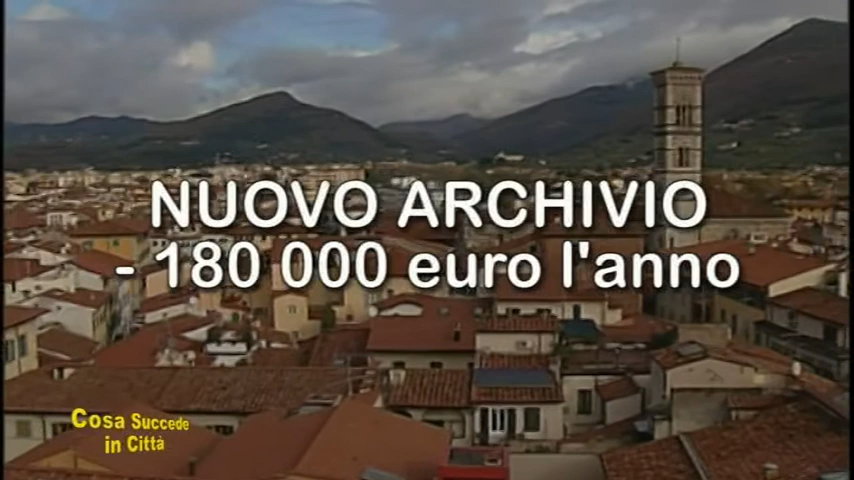 NUOVO ARCHIVIO
- 180 000 euro l'anno
Cosa Succede
in Città